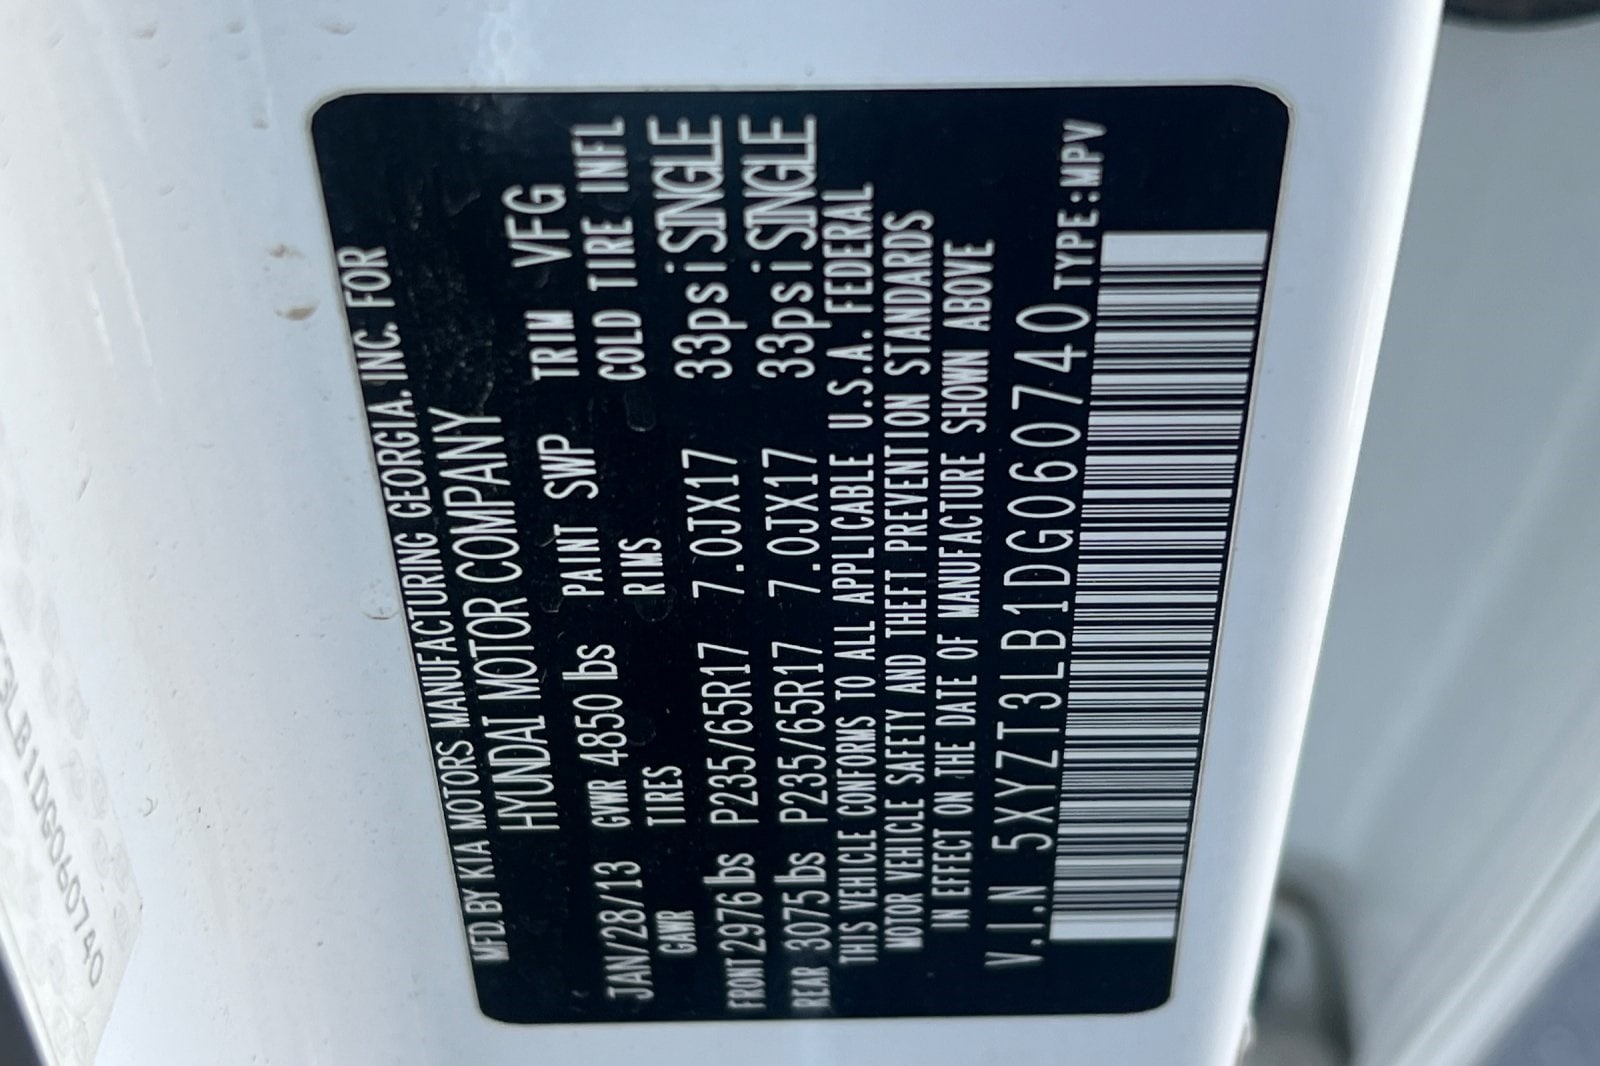 MFD. BY KIA MOTORS MANUFACTURING GEORGIA. INC. FOR
HYUNDAI MOTOR COMPANY
JAN/28/13 GVWR 4850 lbs PAINT SWP TRIM VFG
GAWR TIRES RIMS COLD TIRE INFL
FRONT 2976 lbs P235/65R17 7.0JX17 33psi SINGLE
REAR 3075 lbs P235/65R17 7.0JX17 33psi SINGLE
THIS VEHICLE CONFORMS TO ALL APPLICABLE U.S.A. FEDERAL
MOTOR VEHICLE SAFETY AND THEFT PREVENTION STANDARDS
IN EFFECT ON THE DATE OF MANUFACTURE SHOWN ABOVE
V.I.N 5XYZT3LB1DG060740 TYPE:MPV
T3LB1DG060740